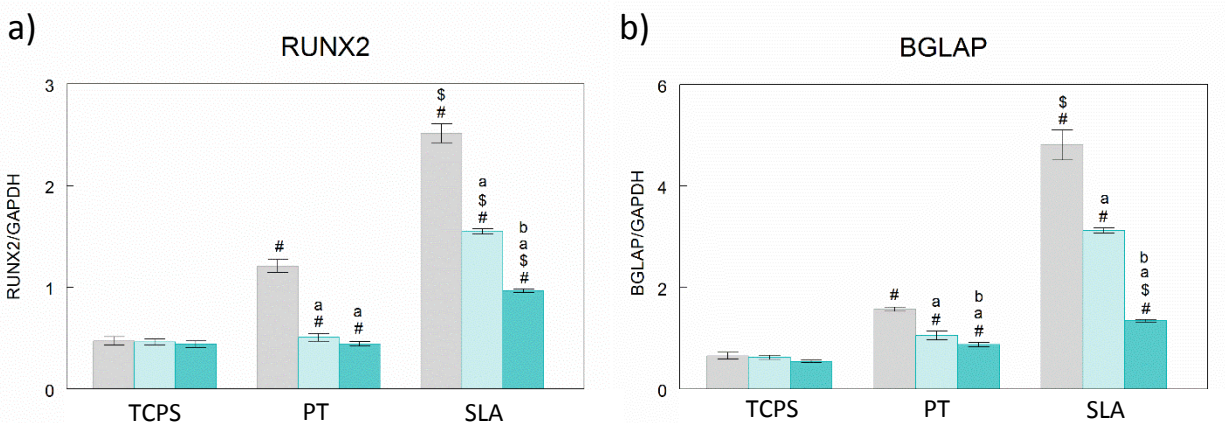 a)
RUNX2
RUNX2/GAPDH
3
2
1
0
#
a
#
a
#
$
#
a
$
#
b
a
$
#
TCPS PT SLA
b)
BGLAP
BGLAP/GAPDH
6
4
2
0
#
a
#
b
a
#
$
#
a
#
b
a
$
#
TCPS PT SLA